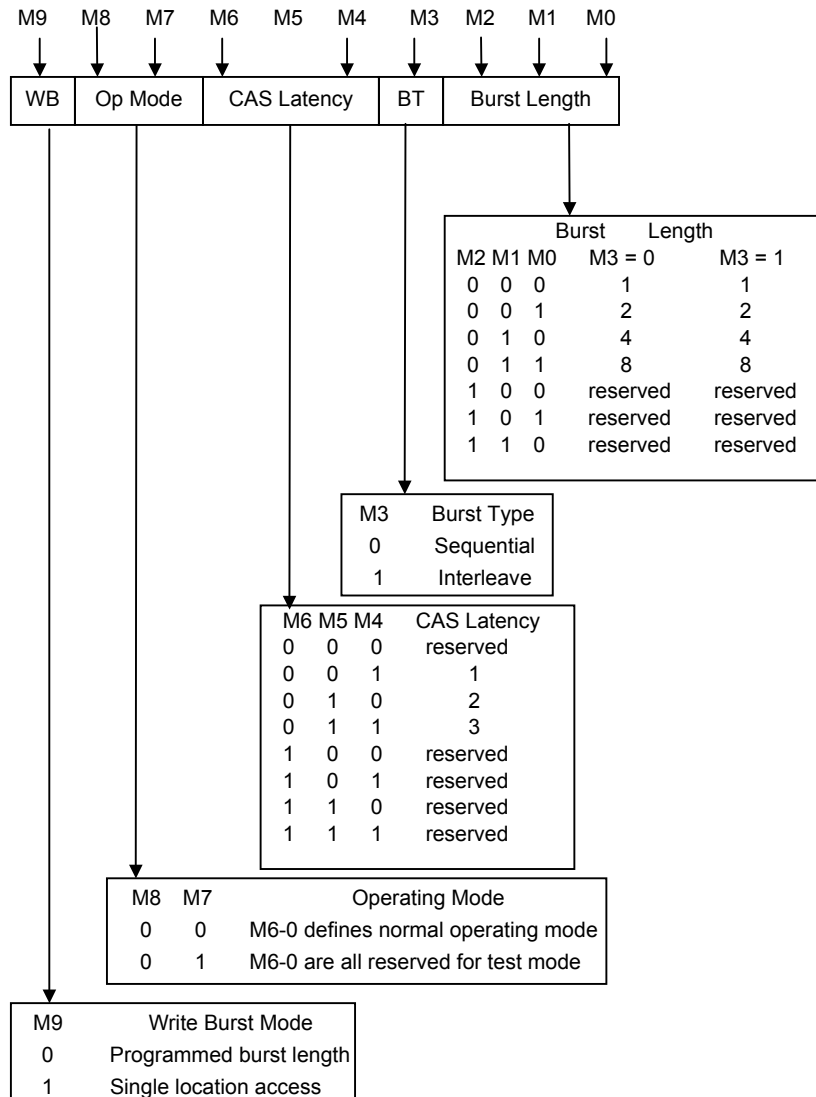 M9 M8 M7 M6 M5 M4 M3 M2 M1 M0
WB Op Mode CAS Latency BT Burst Length
Burst Length
M2 M1 M0 M3 = 0 M3 = 1
0 0 0 1 1
0 0 1 2 2
0 1 0 4 4
0 1 1 8 8
1 0 0 reserved reserved
1 0 1 reserved reserved
1 1 0 reserved reserved
M3 Burst Type
0 Sequential
1 Interleave
M6 M5 M4 CAS Latency
0 0 0 reserved
0 0 1 1
0 1 0 2
0 1 1 3
1 0 0 reserved
1 0 1 reserved
1 1 0 reserved
1 1 1 reserved
M8 M7 Operating Mode
0 0 M6-0 defines normal operating mode
0 1 M6-0 are all reserved for test mode
M9 Write Burst Mode
0 Programmed burst length
1 Single location access